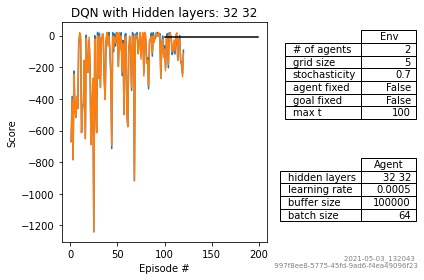 DQN with Hidden layers: 32 32
Score
0
−200
−400
−600
−800
−1000
−1200
0 50 100 150 200
Episode #
Env
# of agents 2
grid size 5
stochasticity 0.7
agent fixed False
goal fixed False
max t 100
Agent
hidden layers 32 32
learning rate 0.0005
buffer size 100000
batch size 64
2021-05-03_132043
997f8ee8-5775-45fd-9ad6-f4ea49096f23